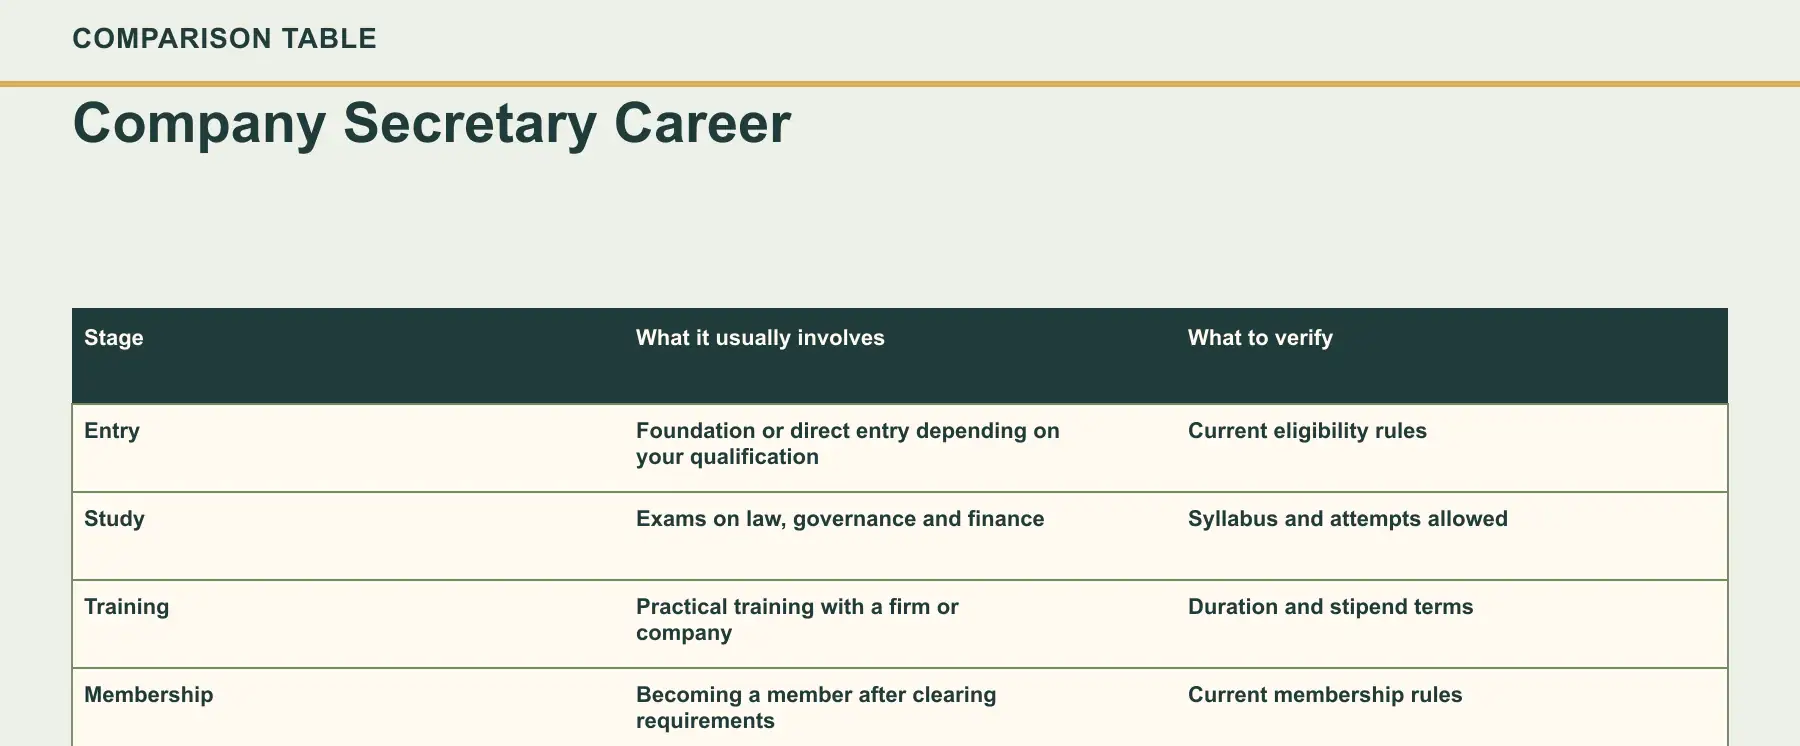 COMPARISON TABLE
Company Secretary Career
Stage
What it usually involves
What to verify
Entry
Foundation or direct entry depending on
your qualification
Current eligibility rules
Study
Exams on law, governance and finance
Syllabus and attempts allowed
Training
Practical training with a firm or
company
Duration and stipend terms
Membership
Becoming a member after clearing
requirements
Current membership rules